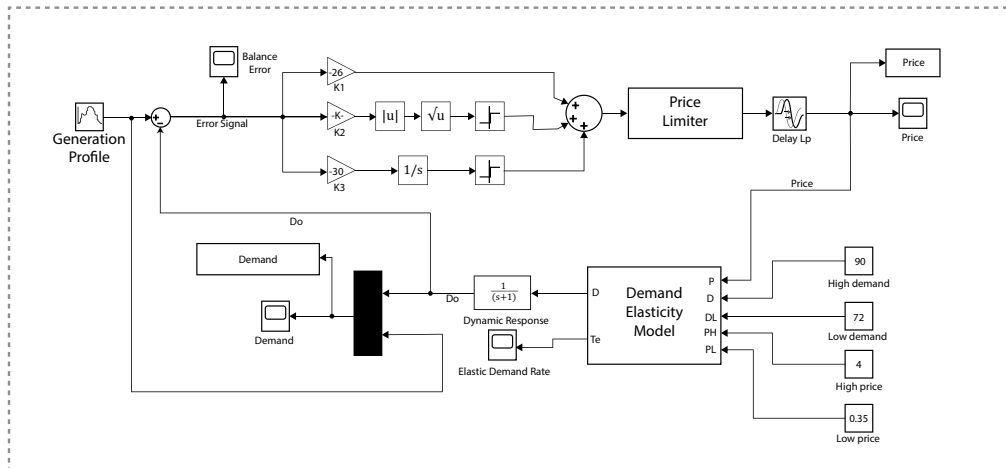 Balance
Error
-26
K1
+
-
Error Signal
Generation
Profile
-K-
K2
|u|
√u
-30
K3
1/s
+
+
+
+
Price
Limiter
Delay Lp
Price
Price
Price
Do
Demand
Demand
Do
1
(s+1)
Dynamic Response
Elastic Demand Rate
D
Te
Demand
Elasticity
Model
P
D
DL
PH
PL
90
High demand
72
Low demand
4
High price
0.35
Low price